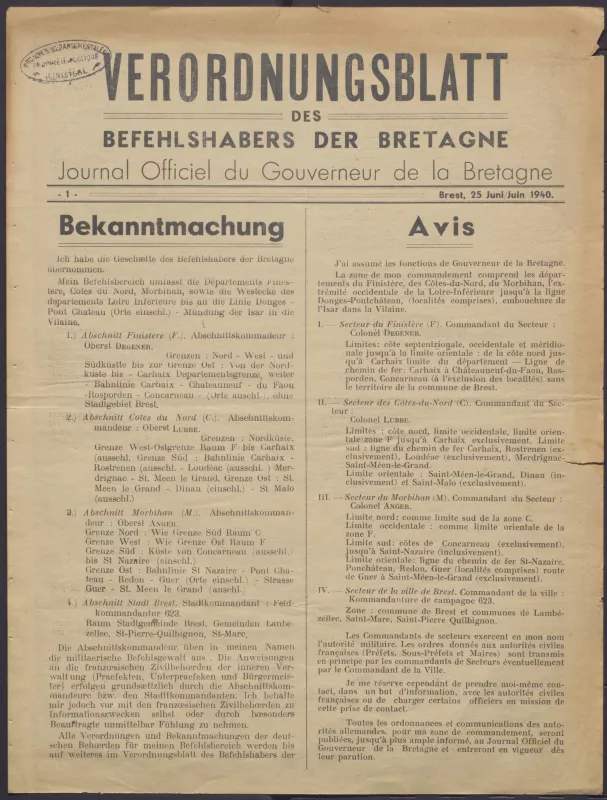 ARCHIVES DÉPARTEMENTALES
FINISTÈRE
VERORDNUNGSBLATT
DES
BEFEHLSHABERS DER BRETAGNE
Journal Officiel du Gouverneur de la Bretagne
- 1 -
Brest, 25 Juni/Juin 1940.
Bekanntmachung
Ich habe die Geschaefte des Befehlshabers der Bretagne
übernommen.
Mein Befehlsbereich umfasst die Departements Finis-
tere, Cotes du Nord, Morbihan, sowie die Westecke des
departements Loire Inferieure bis an die Linie Donges -
Pont Chateau (Orte einschl.) - Mündung der Isar in die
Vilaine.
1.) Abschnitt Finistere (F.). Abschnittskommadeur :
Oberst DEGENER.
Grenzen : Nord - West - und
Südküstte bis zur Grenze Ost : Von der Nord-
küste bis - Carhaix Departementsgrenze, weiter
- Bahnlinie Carhaix - Chateauneuf - du Faou
-Rosporden - Concarneau - (Orte auschl.), ohne
Stadtgebiet Brest.
2.) Abschnitt Cotes du Nord (C.). Abschnittskom-
mandeur : Oberst LUBBE.
Grenzen : Nordküste.
Grenze West-Ostgrenze Raum F bis Carhaix
(ausschl. Grenze Süd : Bahnlinie Carhaix -
Rostrenen (ausschl. - Loudéac (ausschl. ) Mer-
drignac - St. Meen le Grand, Grenze Ost : St.
Meen le Grand - Dinan (einschl.) - St Malo
(ausschl.)
3.) Abschnitt Morbihan (M.). Abschnittskomman-
deur : Oberst ANGER.
Grenze Nord : Wie Grenze Süd Raum C
Grenze West : Wie Grenze Ost Raum F
Grenze Süd : Küste von Concarneau (ausschl.)
bis St Nazaire (einschl.)
Grenze Ost : Bahnlinie St Nazaire - Pont Cha-
teau - Redon - Guer (Orte einschl.) - Strasse
Guer - St. Meen le Grand (auschl.)
4.) Abschnitt Stadt Brest. Stadtkommandant : Feld-
kommandantur 623.
Raum Stadtgemeinde Brest, Gemeinden Lambe-
zellec, St-Pierre-Quilbignon, St-Marc.
Die Abschnittskommandeur üben in meinen Namen
die militaerische Befehlsgewalt aus. Die Anweisungen
an die franzoesischen Zivilbehoerden der inneren Ver-
waltung (Praefekten, Unterpraefeken und Bürgermeis-
ter) erfolgen grundsætzlich durch die Abschnittskom-
mandeure bzw. den Stadttkommandanten. Ich behalte
mir jedoch vor mit den franzoesischen Zivilbehoerden zu
Informationszwecken selbst oder durch besonders
Beauftragte unmittelbar Fühlung zu nehmen.
Alle Verordnungen und Bekanntmachungen der deut-
schen Behœrden für meinen Befehlsbereich werden bis
auf weiteres im Verordnungsblatt des Befehlshabers der
Avis
J'ai assumé les fonctions de Gouverneur de la Bretagne.
La zone de mon commandement comprend les dépar-
tements du Finistère, des Côtes-du-Nord, du Morbihan, l'ex-
trémité occidentale de la Loire-Inférieure jusqu'à la ligne
Donges-Pontchâteau, (localités comprises), embouchure de
l'Isar dans la Vilaine.
I. — Secteur du Finistère (F). Commandant du Secteur :
Colonel DEGENER.
Limites: côte septentrionale, occidentale et méridio-
nale jusqu'à la limite orientale : de la côte nord jus-
qu'à Carhaix limite du département — Ligne de
chemin de fer: Carhaix à Châteauneuf-du-Faou, Ros-
porden, Concarneau (à l'exclusion des localités) sans
le territoire de la commune de Brest.
II. — Secteur des Côtes-du-Nord (C). Commandant du Sec-
teur :
Colonel LUBBE.
Limites : côte nord, limite occidentale, limite orien-
tale zone F jusqu'à Carhaix exclusivement. Limite
sud : ligne du chemin de fer Carhaix, Rostrenen (ex-
clusivement), Loudéac (exclusivement), Merdrignac-
Saint-Méen-le-Grand.
Limite orientale : Saint-Méen-le-Grand, Dinan (in-
clusivement) et Saint-Malo (exclusivement).
III. — Secteur du Morbihan (M). Commandant du Secteur :
Colonel ANGER.
Limite nord: comme limite sud de la zone C.
Limite occidentale : comme limite orientale de la
zone F.
Limite sud: côtes de Concarneau (exclusivement),
jusqu'à Saint-Nazaire (inclusivement).
Limite orientale: ligne du chemin de fer St-Nazaire,
Ponchâteau, Redon, Guer (localités comprises) route
de Guer à Saint-Méen-le-Grand (exclusivement).
IV. — Secteur de la ville de Brest. Commandant de la ville :
Kommandanture de campagne 623.
Zone : commune de Brest et communes de Lambé-
zéllec, Saint-Marc, Saint-Pierre Quilbignon.
Les Commandants de secteurs exercent en mon nom
l'autorité militaire. Les ordres donnés aux autorités civiles
françaises (Préfets, Sous-Préfets et Maires) sont transmis
en principe par les commandants de Secteurs éventuellement
par le Commandant de la Ville.
Je me réserve cependant de prendre moi-même con-
tact, dans un but d'information, avec les autorités civiles
françaises ou de charger certains officiers en mission de
cette prise de contact.
Toutes les ordonnances et communications des auto-
rités allemandes, pour ma zone de commandement, seront
publiées, jusqu'à plus ample informé, au Journal Officiel du
Gouverneur de la Bretagne et entreront en vigueur dès
leur parution.